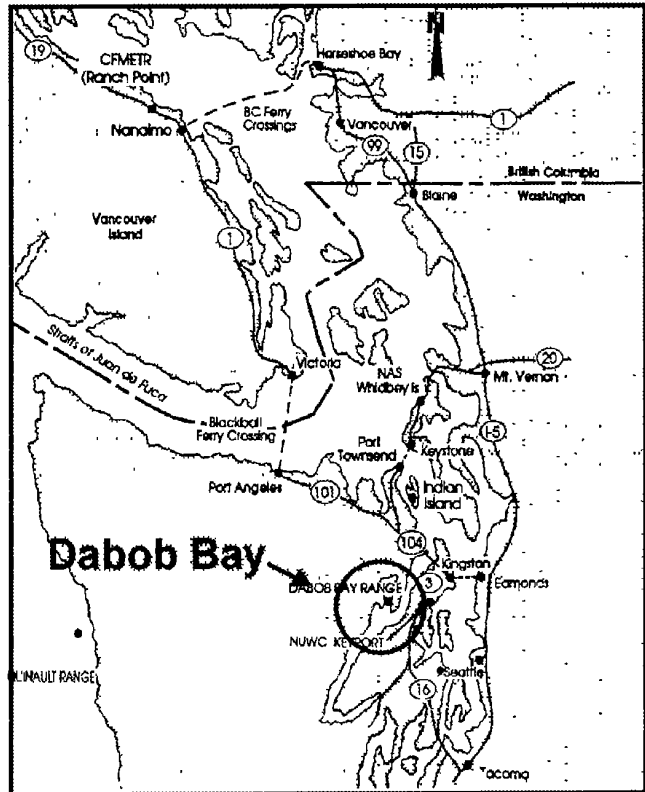 19
CFMETR
(Ranch Point)
Horseshoe Bay
N
BC Ferry
Crossings
1
Nanaimo
Vancouver
99
15
British Columbia
Blaine
Washington
Vancouver
Island
1
Straits of Juan de Fuca
Victoria
NAS
Whidbey Is
20
Mt. Vernon
Blackball
Ferry Crossing
I-5
Port
Townsend
Keystone
Port Angeles
101
Indian
Island
104
Dabob Bay
Kingston
3
Edmonds
DABOB BAY RANGE
NUWC KEYPORT
Seattle
INAULT RANGE
16
Tacoma